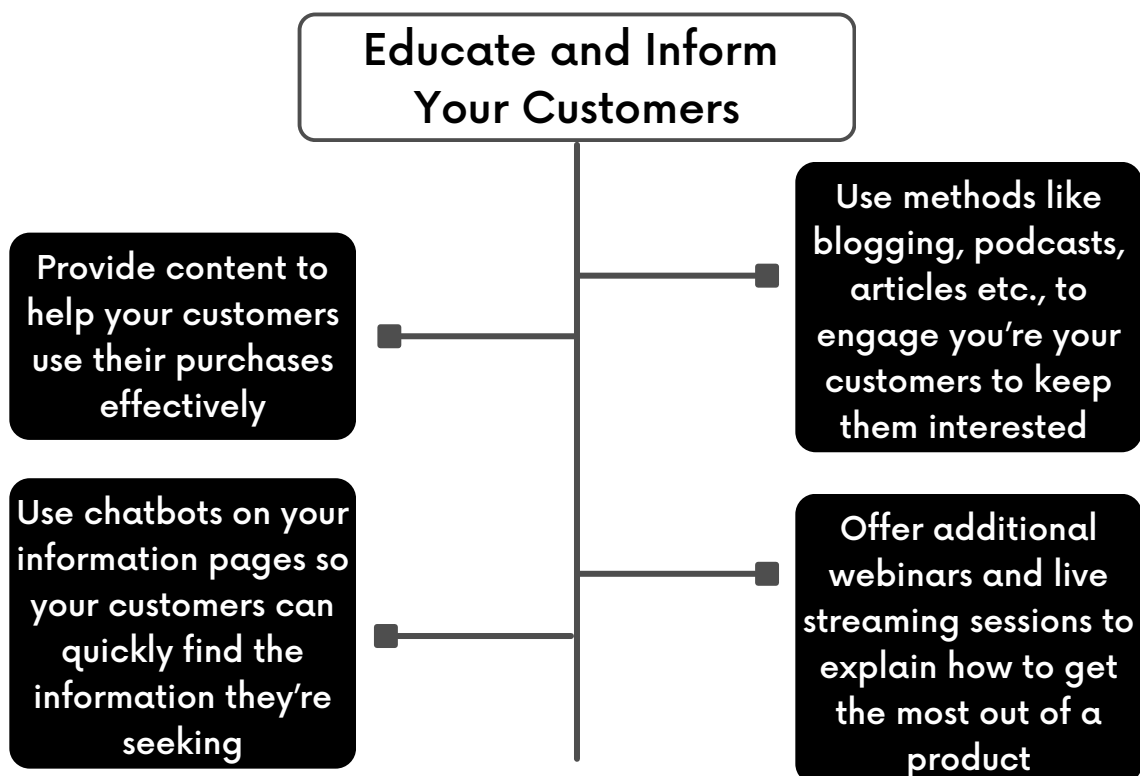 Educate and Inform
Your Customers
Use methods like
blogging, podcasts,
articles etc., to
engage you're your
customers to keep
them interested
Provide content to
help your customers
use their purchases
effectively
Use chatbots on your
information pages so
your customers can
quickly find the
information they're
seeking
Offer additional
webinars and live
streaming sessions to
explain how to get
the most out of a
product